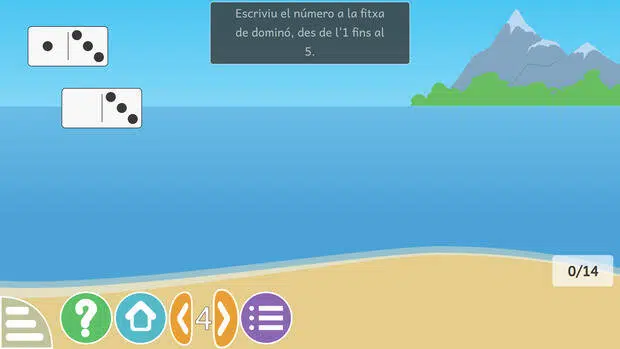 Escriviu el número a la fitxa
de dominó, des de l'1 fins al
5.
0/14
?
4